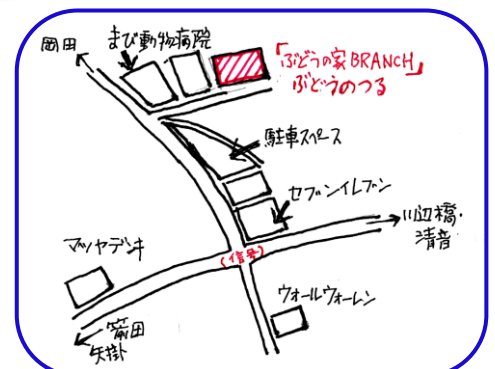 まび動物病院
岡田
「ぶどうの家BRANCH」
ぶどうのつる
駐車スペース
セブンイレブン
川辺橋・
清音
マツヤデンキ
(信号)
ウォールウォーレン
箭田
矢掛